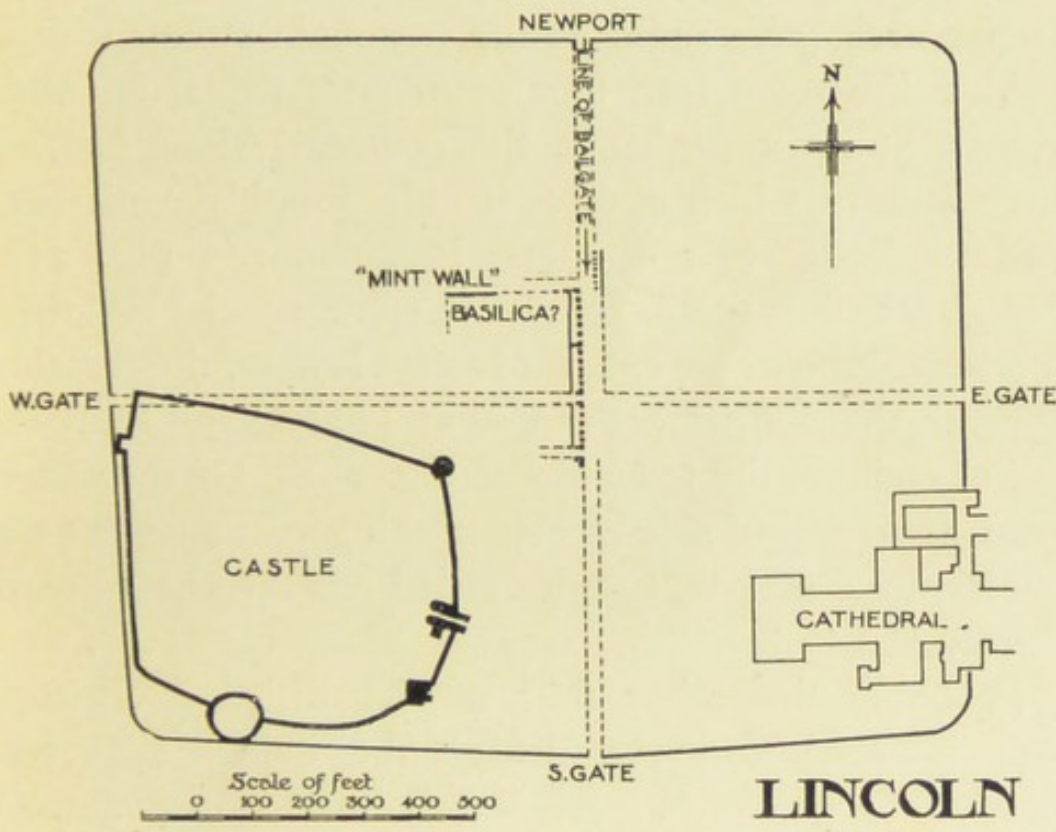 NEWPORT
LINE OF BAILGATE
N
"MINT WALL"
BASILICA?
W.GATE
E.GATE
CASTLE
CATHEDRAL
S.GATE
Scale of feet
0 100 200 300 400 500
LINCOLN